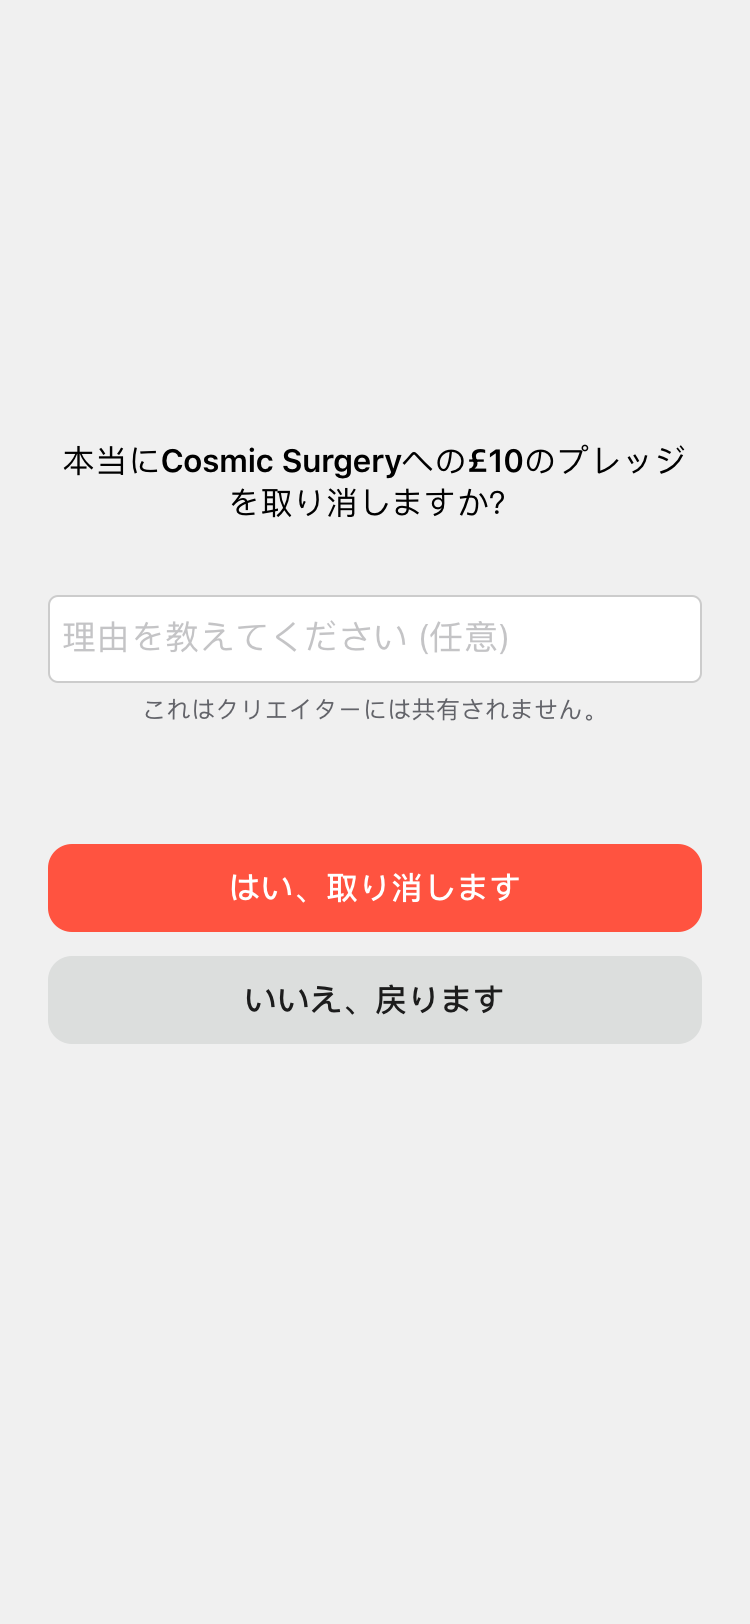 本当にCosmic Surgeryへの£10のプレッジ
を取り消しますか?
理由を教えてください (任意)
これはクリエイターには共有されません。
はい、取り消します
いいえ、戻ります